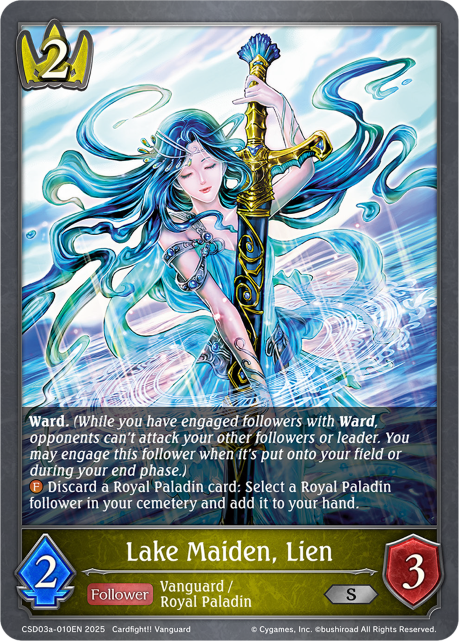 2
Ward. (While you have engaged followers with Ward,
opponents can't attack your other followers or leader. You
may engage this follower when it's put onto your field or
during your end phase.)
F Discard a Royal Paladin card: Select a Royal Paladin
follower in your cemetery and add it to your hand.
Lake Maiden, Lien
2
Follower
Vanguard /
Royal Paladin
S
3
CSD03a-010EN 2025 Cardfight!! Vanguard © Cygames, Inc. ©bushiroad All Rights Reserved.